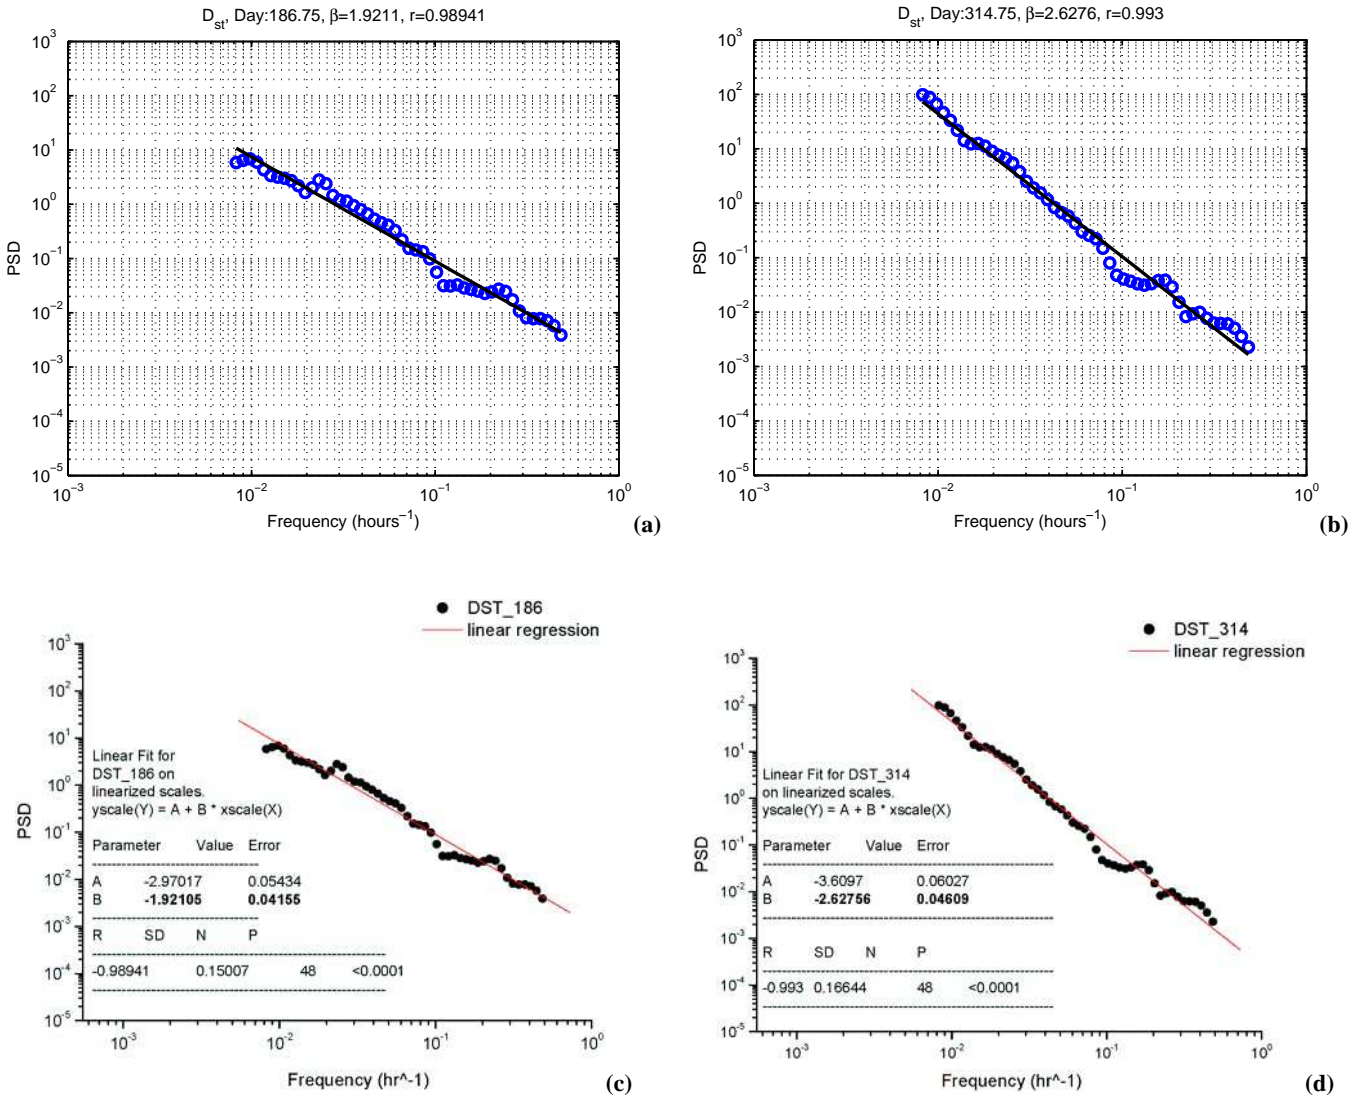 D_st, Day:186.75, β=1.9211, r=0.98941
10^3
10^2
10^1
10^0
10^−1
10^−2
10^−3
10^−4
10^−5
PSD
10^−3 10^−2 10^−1 10^0
Frequency (hours^−1)
(a)
D_st, Day:314.75, β=2.6276, r=0.993
10^3
10^2
10^1
10^0
10^−1
10^−2
10^−3
10^−4
10^−5
PSD
10^−3 10^−2 10^−1 10^0
Frequency (hours^−1)
(b)
DST_186
linear regression
10^3
10^2
10^1
10^0
10^-1
10^-2
10^-3
10^-4
10^-5
PSD
Linear Fit for
DST_186 on
linearized scales.
yscale(Y) = A + B * xscale(X)
Parameter Value Error
A -2.97017 0.05434
B -1.92105 0.04155
R SD N P
-0.98941 0.15007 48 <0.0001
10^-3 10^-2 10^-1 10^0
Frequency (hr^-1)
(c)
DST_314
linear regression
10^3
10^2
10^1
10^0
10^-1
10^-2
10^-3
10^-4
10^-5
PSD
Linear Fit for DST_314
on linearized scales.
yscale(Y) = A + B * xscale(X)
Parameter Value Error
A -3.6097 0.06027
B -2.62756 0.04609
R SD N P
-0.993 0.16644 48 <0.0001
10^-3 10^-2 10^-1 10^0
Frequency (hr^-1)
(d)